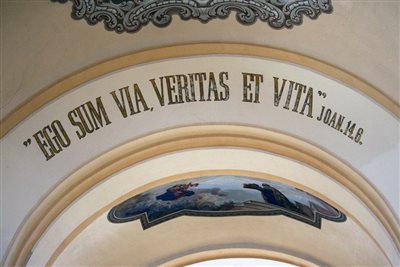 "EGO SUM VIA, VERITAS ET VITA" JOAN.14.6.